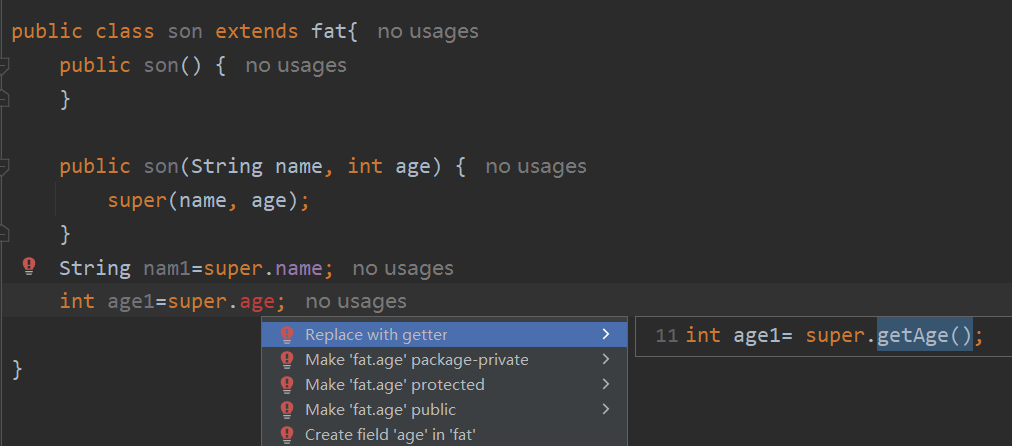 public class son extends fat{ no usages
public son() { no usages
}
public son(String name, int age) { no usages
super(name, age);
}
String nam1=super.name; no usages
int age1=super.age; no usages
Replace with getter
11 int age1= super.getAge();
Make 'fat.age' package-private
}
Make 'fat.age' protected
Make 'fat.age' public
Create field 'age' in 'fat'